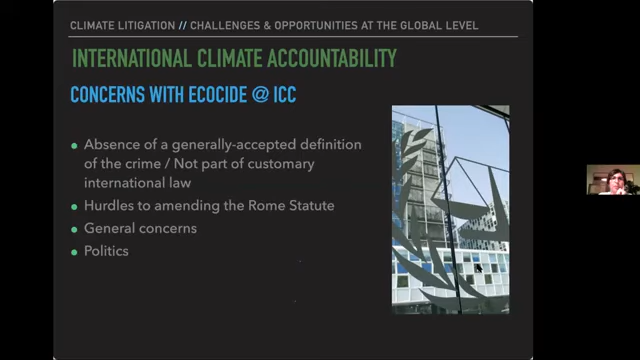 CLIMATE LITIGATION // CHALLENGES & OPPORTUNITIES AT THE GLOBAL LEVEL
INTERNATIONAL CLIMATE ACCOUNTABILITY
CONCERNS WITH ECOCIDE @ ICC
Absence of a generally-accepted definition
of the crime / Not part of customary
international law
Hurdles to amending the Rome Statute
General concerns
Politics